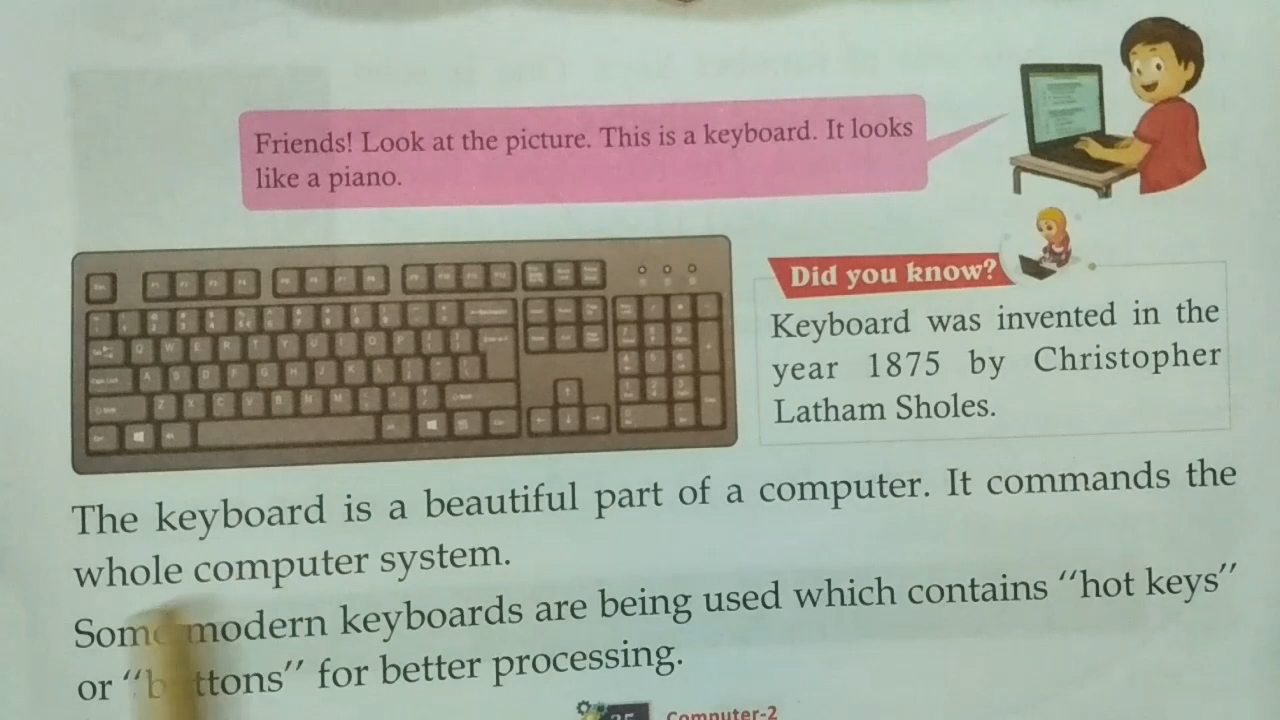 Friends! Look at the picture. This is a keyboard. It looks
like a piano.
Did you know?
Keyboard was invented in the
year 1875 by Christopher
Latham Sholes.
The keyboard is a beautiful part of a computer. It commands the
whole computer system.
modern keyboards are being used which contains "hot keys"
or for better processing.
Computer-2